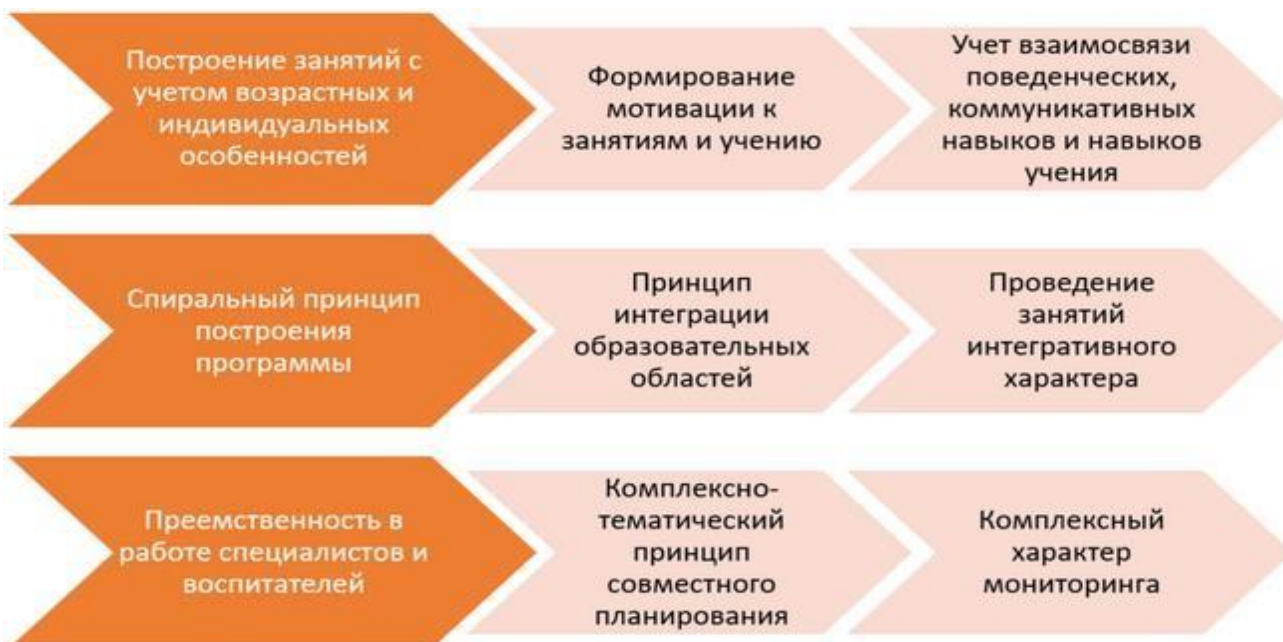 Построение занятий с
учетом возрастных и
индивидуальных
особенностей
Формирование
мотивации к
занятиям и учению
Учет взаимосвязи
поведенческих,
коммуникативных
навыков и навыков
учения
Спиральный принцип
построения
программы
Принцип
интеграции
образовательных
областей
Проведение
занятий
интегративного
характера
Преемственность в
работе специалистов и
воспитателей
Комплексно-
тематический
принцип
совместного
планирования
Комплексный
характер
мониторинга